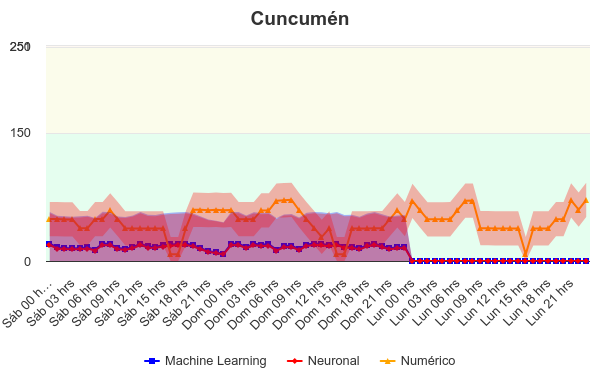 Cuncumén
250
150
0
Sáb 00 h...
Sáb 03 hrs
Sáb 06 hrs
Sáb 09 hrs
Sáb 12 hrs
Sáb 15 hrs
Sáb 18 hrs
Sáb 21 hrs
Dom 00 hrs
Dom 03 hrs
Dom 06 hrs
Dom 09 hrs
Dom 12 hrs
Dom 15 hrs
Dom 18 hrs
Dom 21 hrs
Lun 00 hrs
Lun 03 hrs
Lun 06 hrs
Lun 09 hrs
Lun 12 hrs
Lun 15 hrs
Lun 18 hrs
Lun 21 hrs
Machine Learning Neuronal Numérico